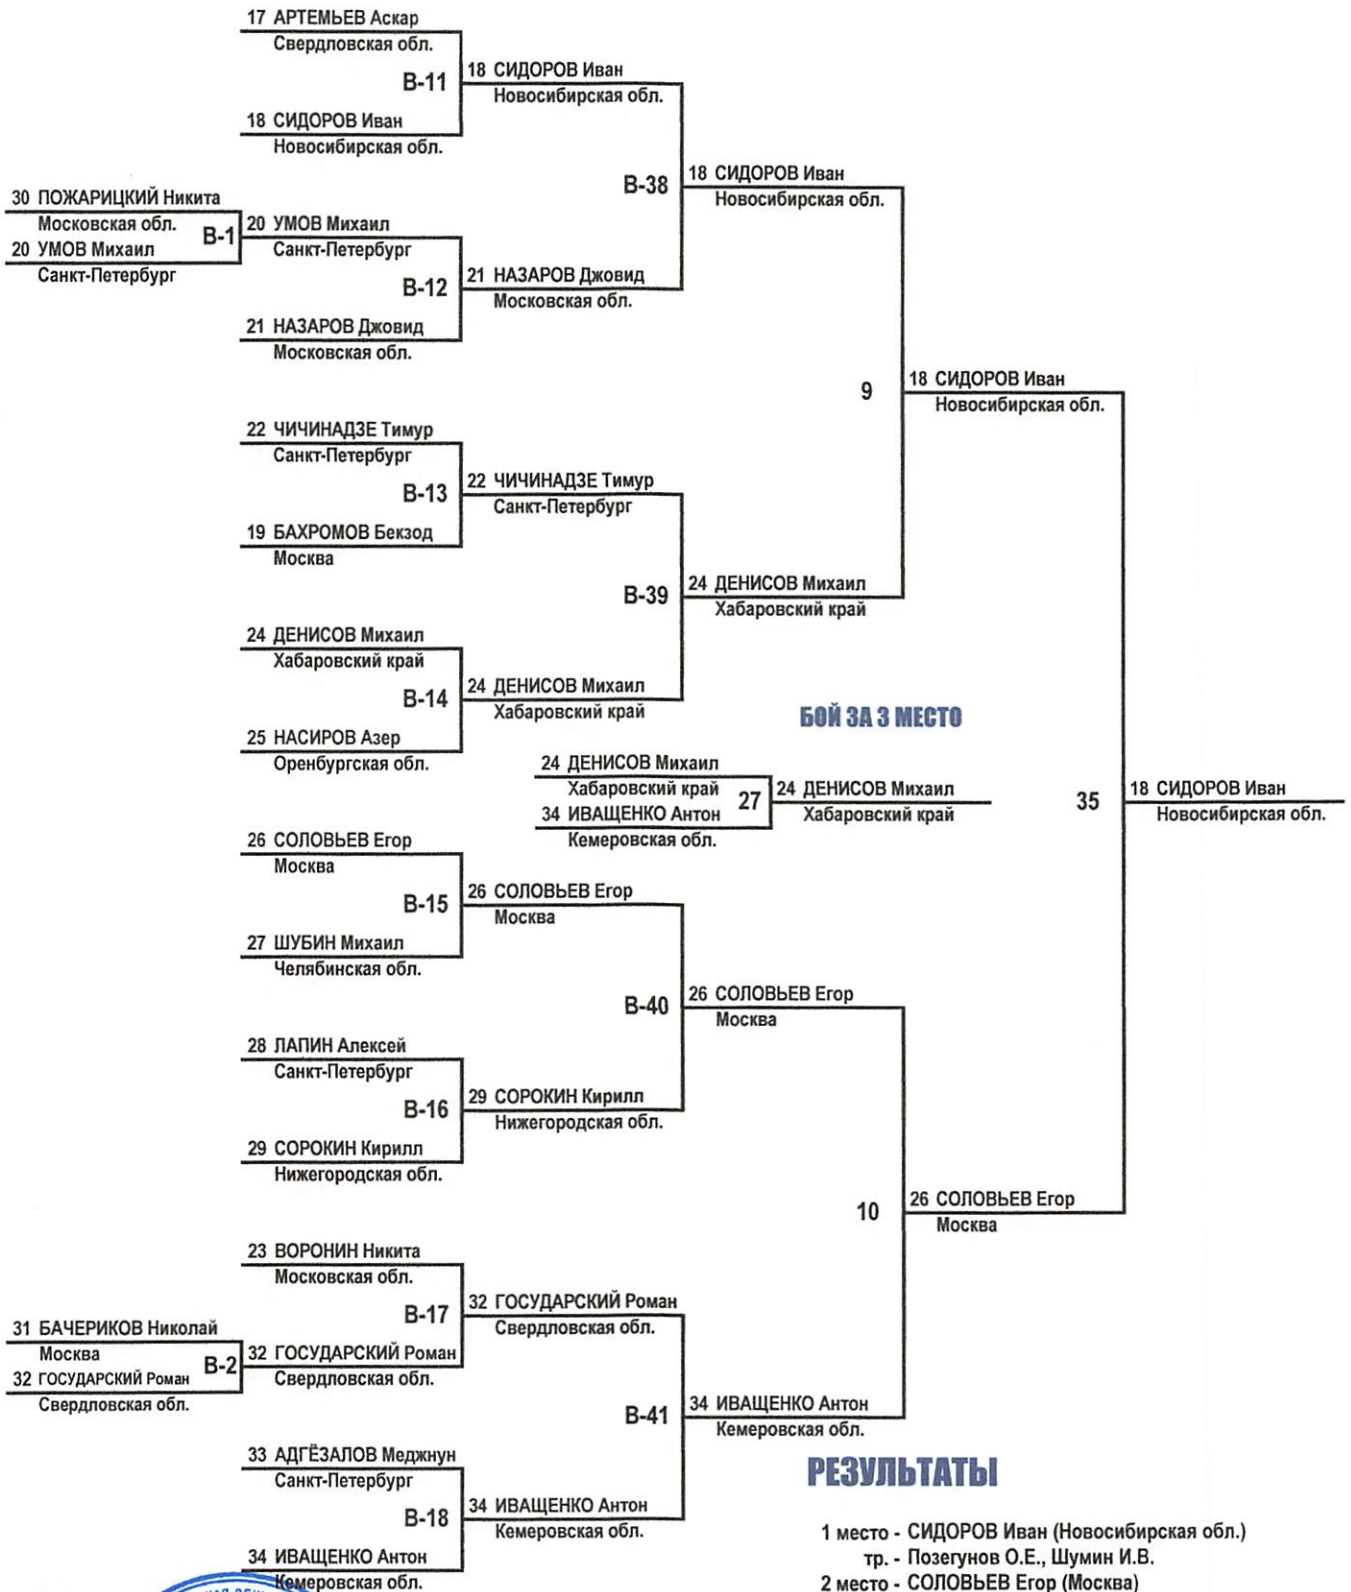 17 АРТЕМЬЕВ Аскар
Свердловская обл.
В-11
18 СИДОРОВ Иван
Новосибирская обл.
18 СИДОРОВ Иван
Новосибирская обл.
В-38
18 СИДОРОВ Иван
Новосибирская обл.
30 ПОЖАРИЦКИЙ Никита
Московская обл.
В-1
20 УМОВ Михаил
Санкт-Петербург
20 УМОВ Михаил
Санкт-Петербург
В-12
21 НАЗАРОВ Джовид
Московская обл.
21 НАЗАРОВ Джовид
Московская обл.
9
18 СИДОРОВ Иван
Новосибирская обл.
22 ЧИЧИНАДЗЕ Тимур
Санкт-Петербург
В-13
22 ЧИЧИНАДЗЕ Тимур
Санкт-Петербург
19 БАХРОМОВ Бекзод
Москва
В-39
24 ДЕНИСОВ Михаил
Хабаровский край
24 ДЕНИСОВ Михаил
Хабаровский край
В-14
24 ДЕНИСОВ Михаил
Хабаровский край
25 НАСИРОВ Азер
Оренбургская обл.
БОЙ ЗА 3 МЕСТО
24 ДЕНИСОВ Михаил
Хабаровский край
27
34 ИВАЩЕНКО Антон
Кемеровская обл.
24 ДЕНИСОВ Михаил
Хабаровский край
35
18 СИДОРОВ Иван
Новосибирская обл.
26 СОЛОВЬЕВ Егор
Москва
В-15
26 СОЛОВЬЕВ Егор
Москва
27 ШУБИН Михаил
Челябинская обл.
В-40
26 СОЛОВЬЕВ Егор
Москва
28 ЛАПИН Алексей
Санкт-Петербург
В-16
29 СОРОКИН Кирилл
Нижегородская обл.
29 СОРОКИН Кирилл
Нижегородская обл.
10
26 СОЛОВЬЕВ Егор
Москва
23 ВОРОНИН Никита
Московская обл.
В-17
32 ГОСУДАРСКИЙ Роман
Свердловская обл.
31 БАЧЕРИКОВ Николай
Москва
В-2
32 ГОСУДАРСКИЙ Роман
Свердловская обл.
32 ГОСУДАРСКИЙ Роман
Свердловская обл.
В-41
34 ИВАЩЕНКО Антон
Кемеровская обл.
33 АДГЁЗАЛОВ Меджнун
Санкт-Петербург
В-18
34 ИВАЩЕНКО Антон
Кемеровская обл.
34 ИВАЩЕНКО Антон
Кемеровская обл.
РЕЗУЛЬТАТЫ
1 место - СИДОРОВ Иван (Новосибирская обл.)
тр. - Позегунов О.Е., Шумин И.В.
2 место - СОЛОВЬЕВ Егор (Москва)